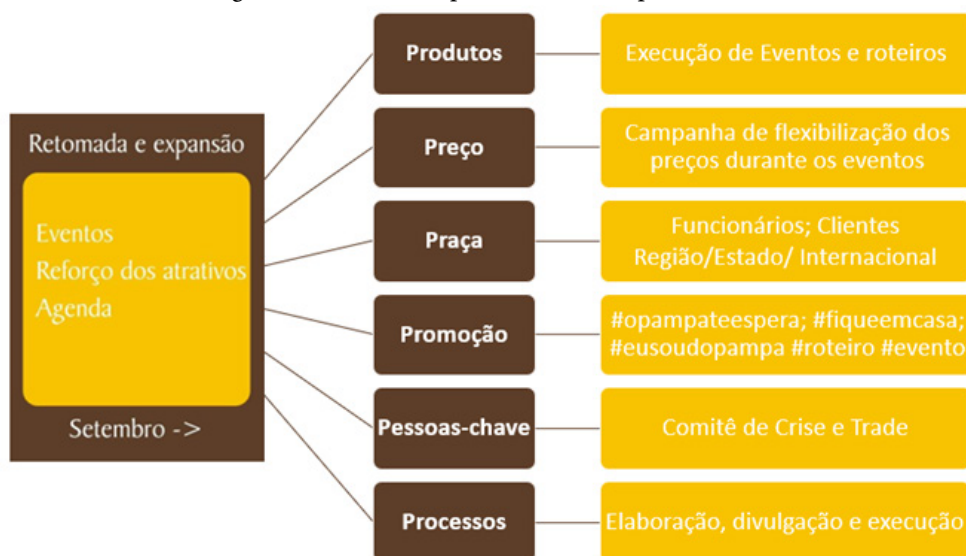 Retomada e expansão
Eventos
Reforço dos atrativos
Agenda
Setembro ->
Produtos
Execução de Eventos e roteiros
Preço
Campanha de flexibilização dos
preços durante os eventos
Praça
Funcionários; Clientes
Região/Estado/ Internacional
Promoção
#opampateespera; #fiqueemcasa;
#eusoudopampa #roteiro #evento
Pessoas-chave
Comitê de Crise e Trade
Processos
Elaboração, divulgação e execução